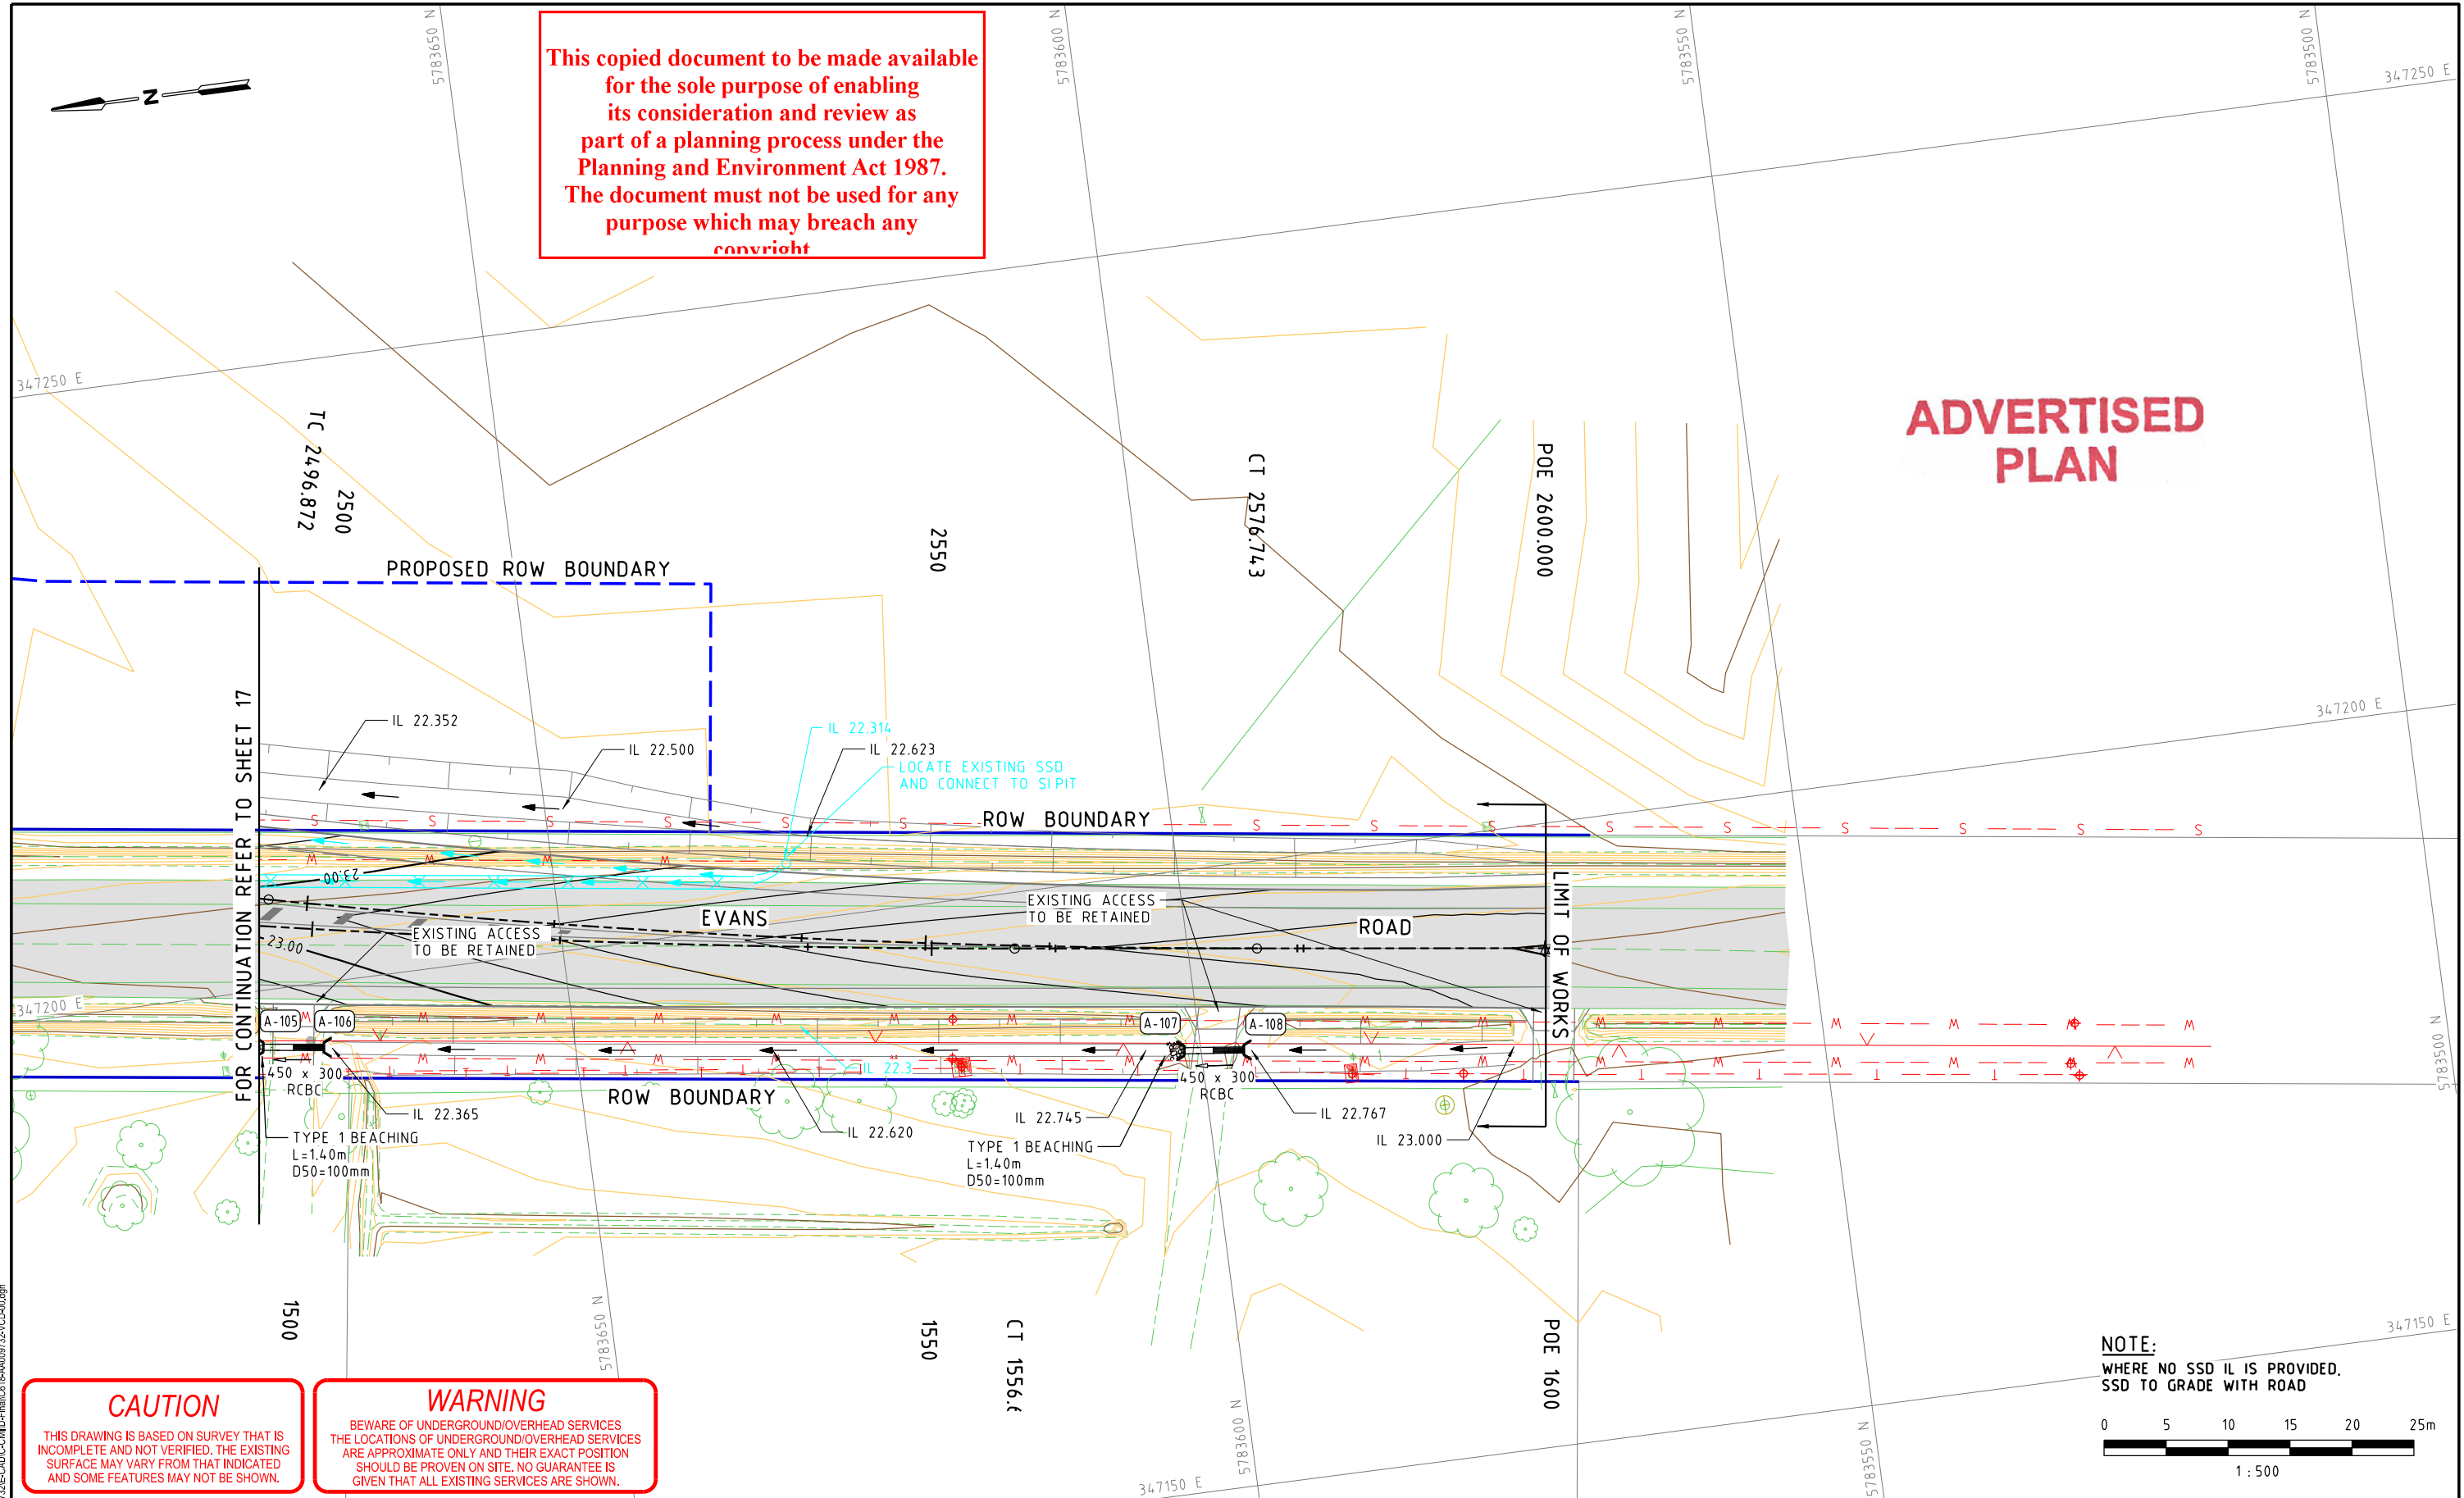 5783650 N
5783600 N
5783550 N
5783500 N
347250 E
N
This copied document to be made available
for the sole purpose of enabling
its consideration and review as
part of a planning process under the
Planning and Environment Act 1987.
The document must not be used for any
purpose which may breach any
copyright
347250 E
ADVERTISED
PLAN
TC 2496.872
2500
2550
CT 2576.743
POE 2600.000
PROPOSED ROW BOUNDARY
347200 E
IL 22.352
IL 22.500
IL 22.314
IL 22.623
LOCATE EXISTING SSD
AND CONNECT TO SI PIT
ROW BOUNDARY
FOR CONTINUATION REFER TO SHEET 17
23.00
EVANS
EXISTING ACCESS
TO BE RETAINED
ROAD
LIMIT OF WORKS
23.00
EXISTING ACCESS
TO BE RETAINED
347200 E
A-105
A-106
A-107
A-108
450 x 300
RCBC
IL 22.3
450 x 300
RCBC
ROW BOUNDARY
IL 22.365
IL 22.620
IL 22.745
IL 22.767
IL 23.000
TYPE 1 BEACHING
L=1.40m
D50=100mm
TYPE 1 BEACHING
L=1.40m
D50=100mm
5783500 N
1500
5783650 N
1550
CT 1556.6
POE 1600
347150 E
5783600 N
5783550 N
347150 E
NOTE:
WHERE NO SSD IL IS PROVIDED,
SSD TO GRADE WITH ROAD
0 5 10 15 20 25m
1 : 500
CAUTION
THIS DRAWING IS BASED ON SURVEY THAT IS
INCOMPLETE AND NOT VERIFIED. THE EXISTING
SURFACE MAY VARY FROM THAT INDICATED
AND SOME FEATURES MAY NOT BE SHOWN.
WARNING
BEWARE OF UNDERGROUND/OVERHEAD SERVICES
THE LOCATIONS OF UNDERGROUND/OVERHEAD SERVICES
ARE APPROXIMATE ONLY AND THEIR EXACT POSITION
SHOULD BE PROVEN ON SITE. NO GUARANTEE IS
GIVEN THAT ALL EXISTING SERVICES ARE SHOWN.